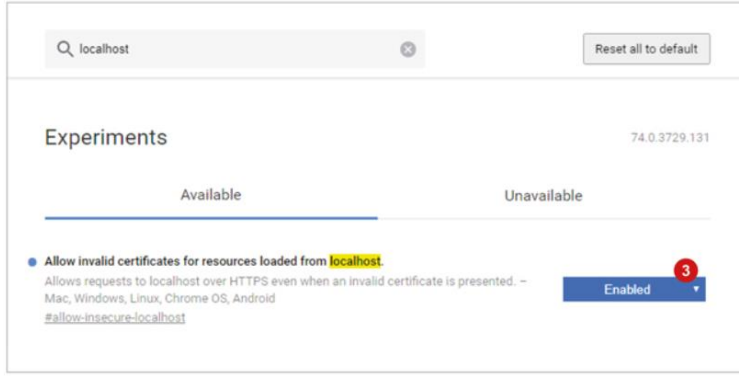 localhost
Reset all to default
Experiments
74.0.3729.131
Available
Unavailable
Allow invalid certificates for resources loaded from localhost.
Allows requests to localhost over HTTPS even when an invalid certificate is presented. –
Mac, Windows, Linux, Chrome OS, Android
#allow-insecure-localhost
3
Enabled